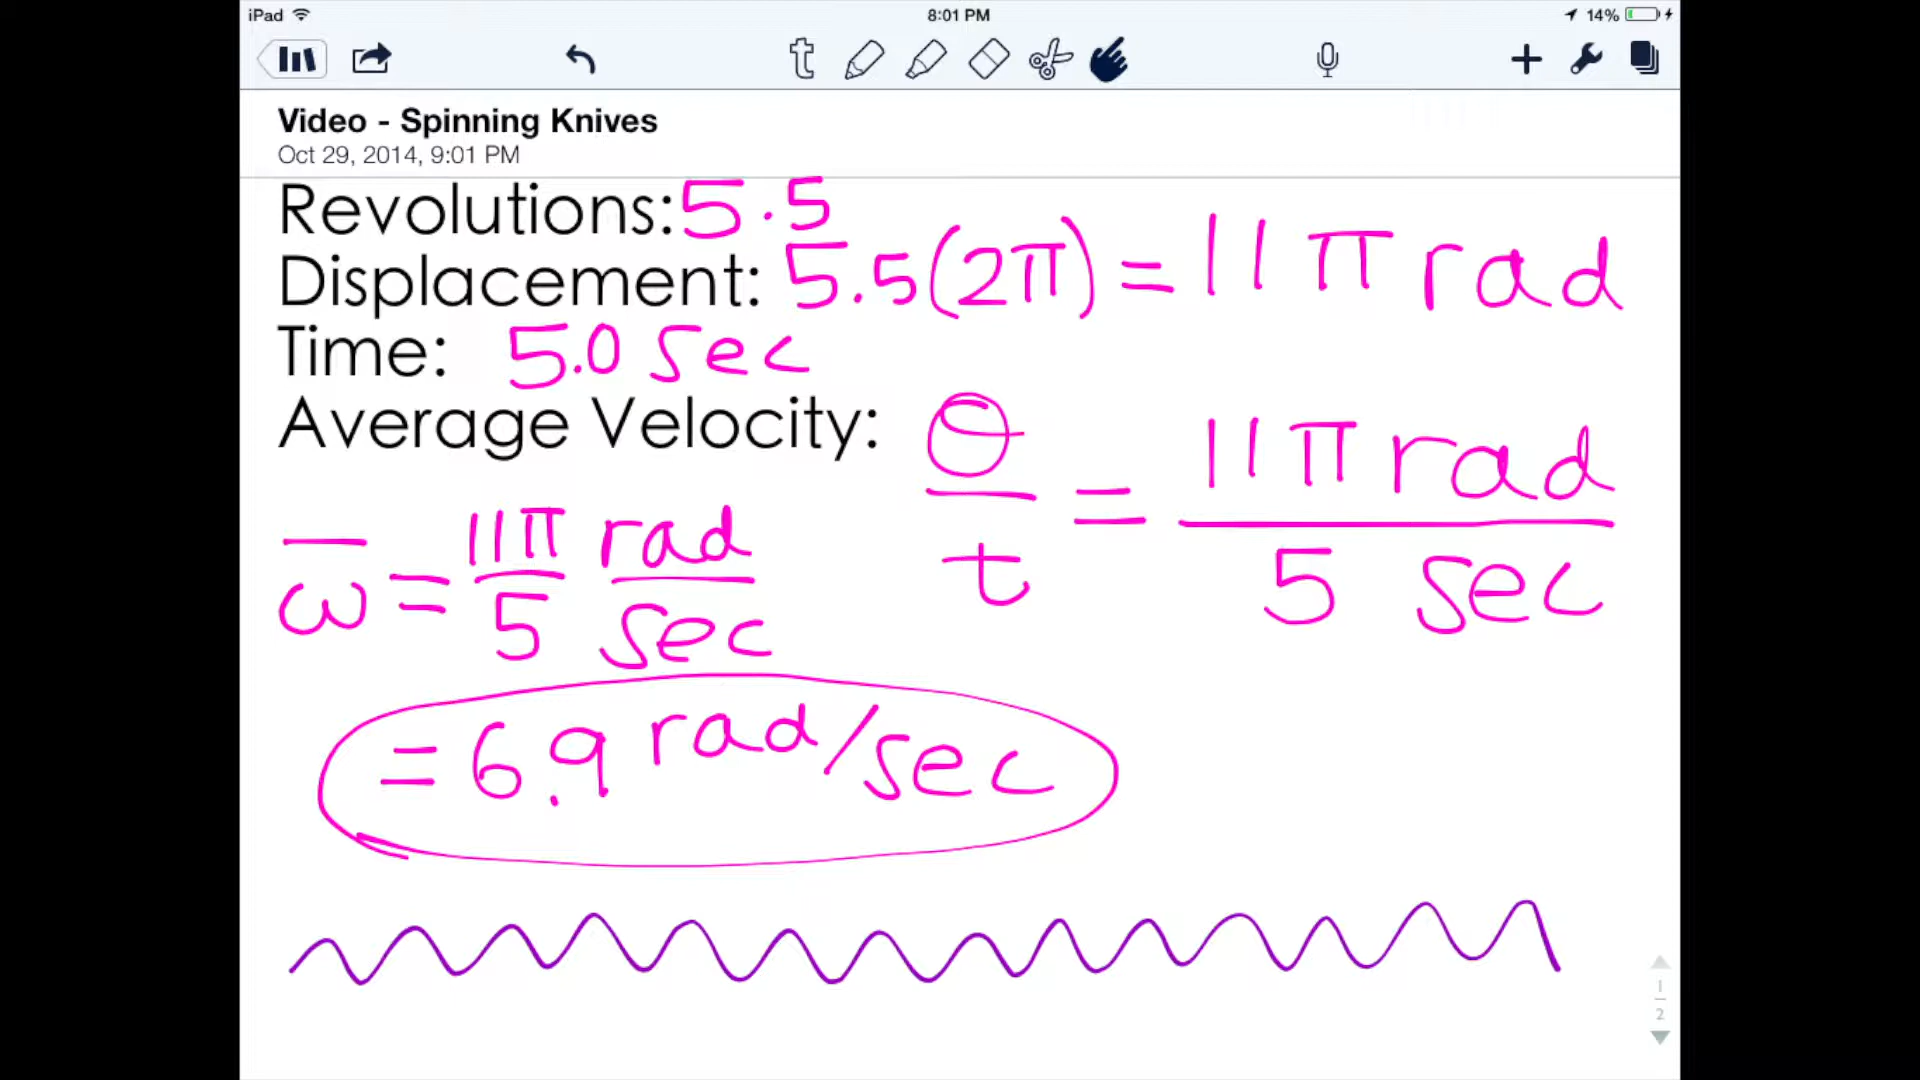 iPad 8:01 PM 14%
t
Video - Spinning Knives
Oct 29, 2014, 9:01 PM
Revolutions: 5.5
Displacement: 5.5(2π) = 11π rad
Time: 5.0 sec
Average Velocity: θ/t = 11π rad/5 sec
ω̅ = 11π/5 rad/sec
= 6.9 rad/sec
1
2